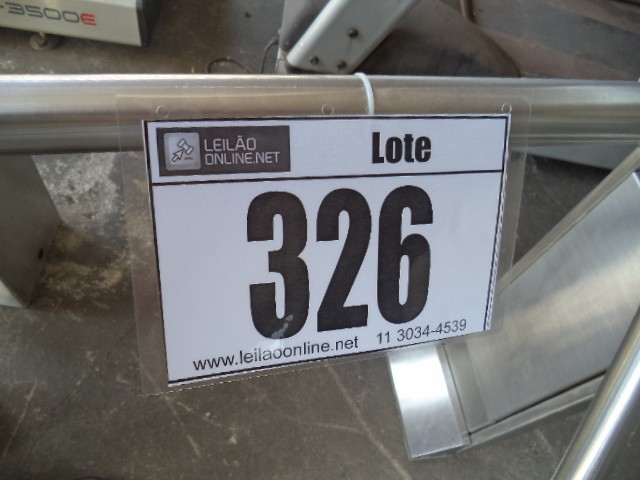 -3500E
LEILÃO
ONLINE.NET
Lote
326
www.leilaoonline.net 11 3034-4539